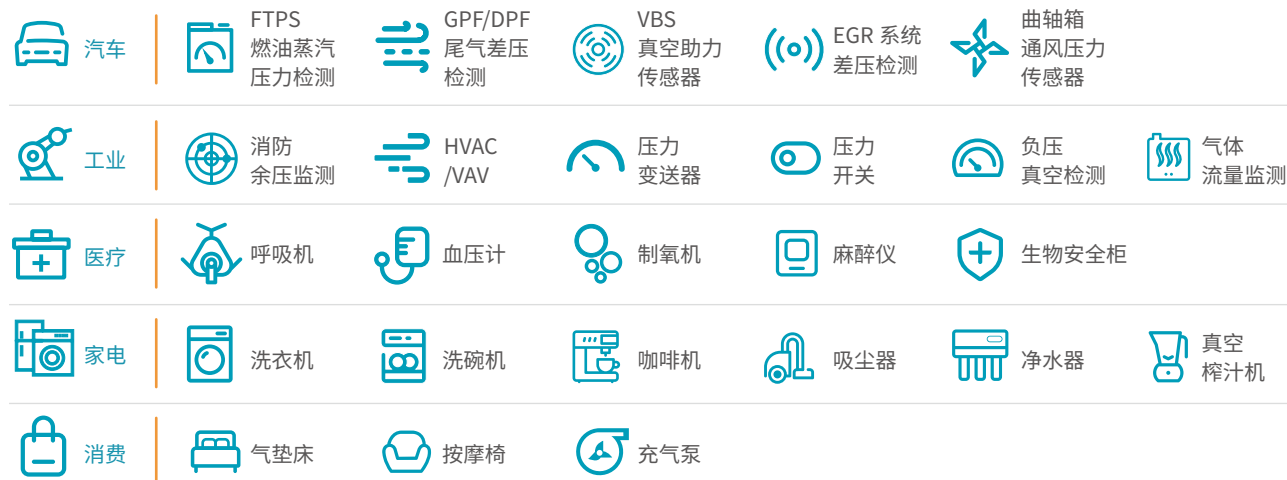 汽车
FTPS
燃油蒸汽
压力检测
GPF/DPF
尾气差压
检测
VBS
真空助力
传感器
EGR 系统
差压检测
曲轴箱
通风压力
传感器
工业
消防
余压监测
HVAC
/VAV
压力
变送器
压力
开关
负压
真空检测
气体
流量监测
医疗
呼吸机
血压计
制氧机
麻醉仪
生物安全柜
家电
洗衣机
洗碗机
咖啡机
吸尘器
净水器
真空
榨汁机
消费
气垫床
按摩椅
充气泵